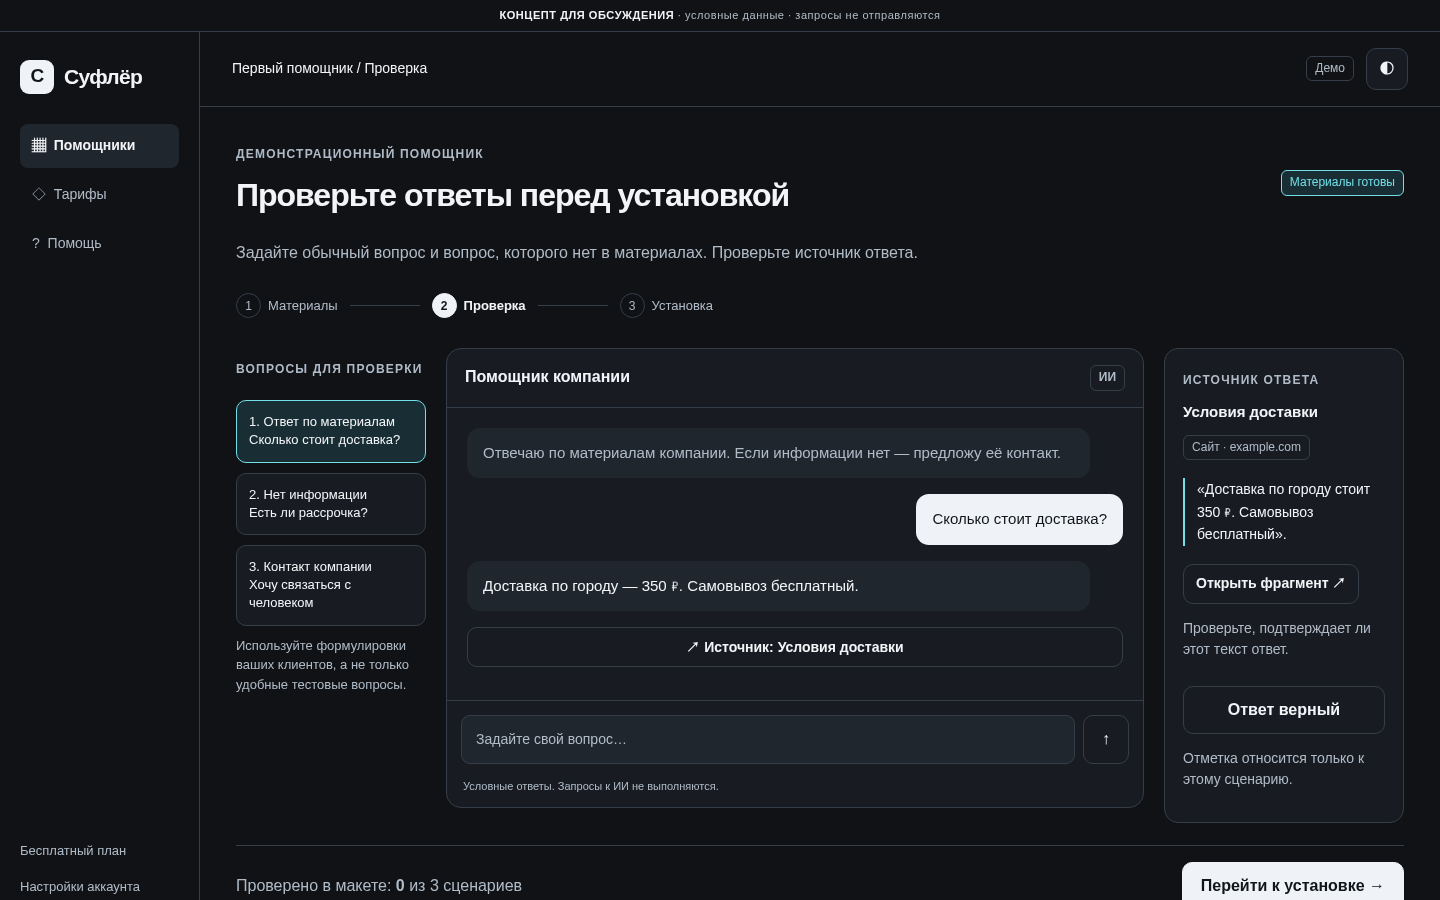 КОНЦЕПТ ДЛЯ ОБСУЖДЕНИЯ · условные данные · запросы не отправляются
С Суфлёр
Помощники
Тарифы
? Помощь
Бесплатный план
Настройки аккаунта
Первый помощник / Проверка
Демо
ДЕМОНСТРАЦИОННЫЙ ПОМОЩНИК
Проверьте ответы перед установкой
Материалы готовы
Задайте обычный вопрос и вопрос, которого нет в материалах. Проверьте источник ответа.
1 Материалы 2 Проверка 3 Установка
ВОПРОСЫ ДЛЯ ПРОВЕРКИ
1. Ответ по материалам
Сколько стоит доставка?
2. Нет информации
Есть ли рассрочка?
3. Контакт компании
Хочу связаться с
человеком
Используйте формулировки
ваших клиентов, а не только
удобные тестовые вопросы.
Помощник компании
ИИ
Отвечаю по материалам компании. Если информации нет — предложу её контакт.
Сколько стоит доставка?
Доставка по городу — 350 ₽. Самовывоз бесплатный.
↗ Источник: Условия доставки
Задайте свой вопрос…
↑
Условные ответы. Запросы к ИИ не выполняются.
ИСТОЧНИК ОТВЕТА
Условия доставки
Сайт · example.com
«Доставка по городу стоит
350 ₽. Самовывоз
бесплатный».
Открыть фрагмент ↗
Проверьте, подтверждает ли
этот текст ответ.
Ответ верный
Отметка относится только к
этому сценарию.
Проверено в макете: 0 из 3 сценариев
Перейти к установке →